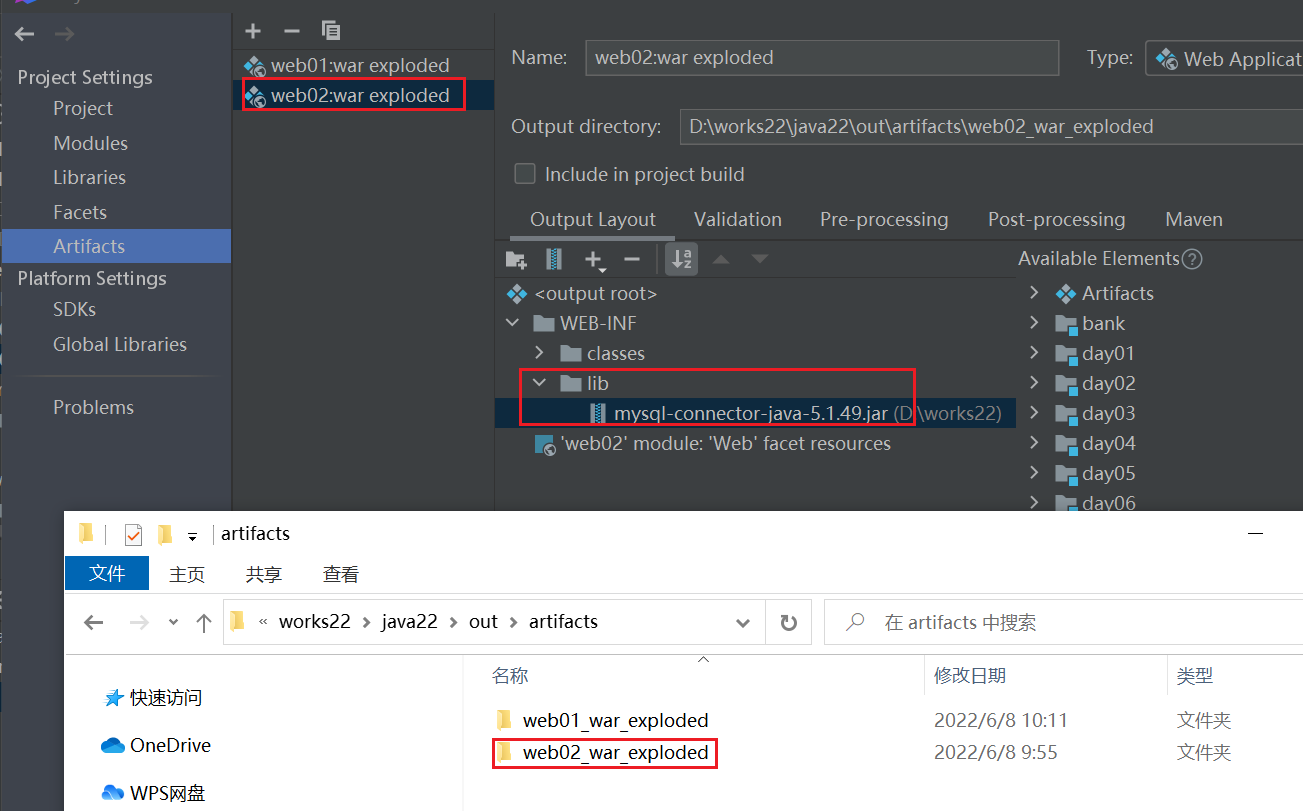 Project Settings
Project
Modules
Libraries
Facets
Artifacts
Platform Settings
SDKs
Global Libraries
Problems
web01:war exploded
web02:war exploded
Name: web02:war exploded Type: Web Applicat
Output directory: D:\works22\java22\out\artifacts\web02_war_exploded
Include in project build
Output Layout Validation Pre-processing Post-processing Maven
Available Elements
<output root>
WEB-INF
classes
lib
mysql-connector-java-5.1.49.jar (D:\works22)
'web02' module: 'Web' facet resources
Artifacts
bank
day01
day02
day03
day04
day05
day06
artifacts
文件 主页 共享 查看
« works22 > java22 > out > artifacts
在 artifacts 中搜索
快速访问
OneDrive
WPS网盘
名称 修改日期 类型
web01_war_exploded 2022/6/8 10:11 文件夹
web02_war_exploded 2022/6/8 9:55 文件夹